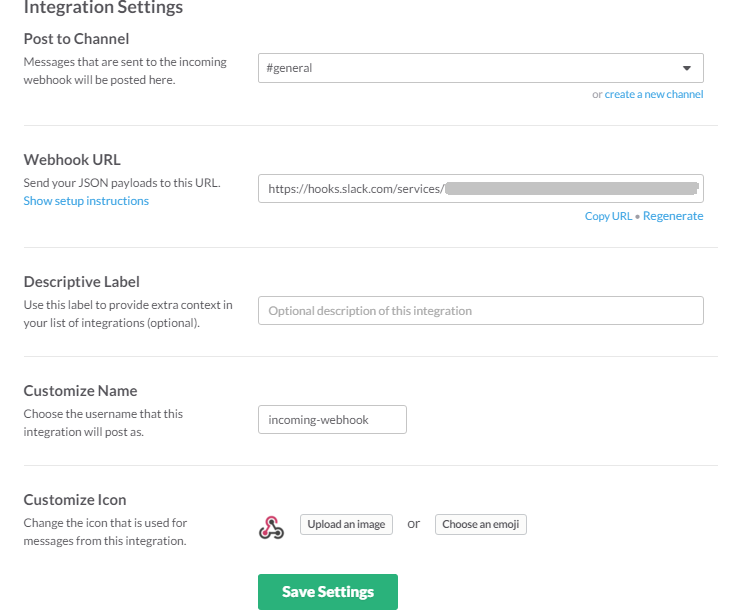 Integration Settings
Post to Channel
Messages that are sent to the incoming
webhook will be posted here.
#general
or create a new channel
Webhook URL
Send your JSON payloads to this URL.
Show setup instructions
https://hooks.slack.com/services/
Copy URL • Regenerate
Descriptive Label
Use this label to provide extra context in
your list of integrations (optional).
Optional description of this integration
Customize Name
Choose the username that this
integration will post as.
incoming-webhook
Customize Icon
Change the icon that is used for
messages from this integration.
Upload an image or Choose an emoji
Save Settings